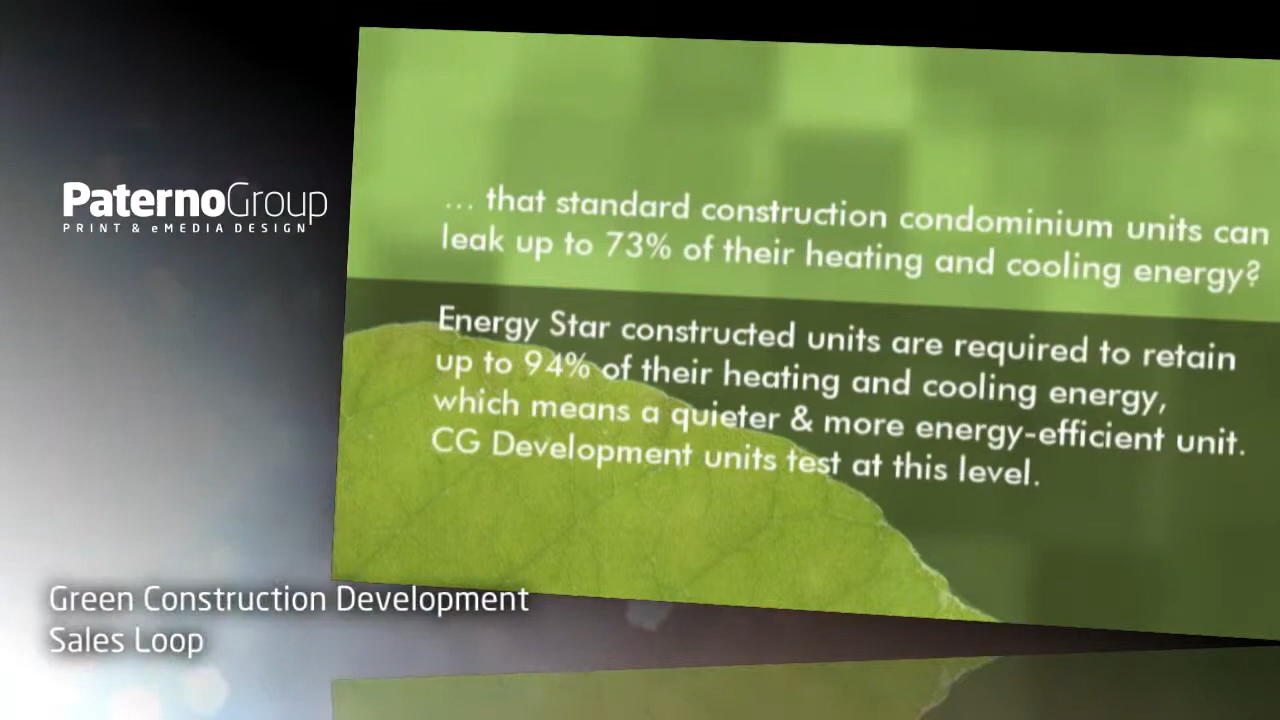 PaternoGroup
PRINT & eMEDIA DESIGN
... that standard construction condominium units can
leak up to 73% of their heating and cooling energy?
Energy Star constructed units are required to retain
up to 94% of their heating and cooling energy,
which means a quieter & more energy-efficient unit.
CG Development units test at this level.
Green Construction Development
Sales Loop